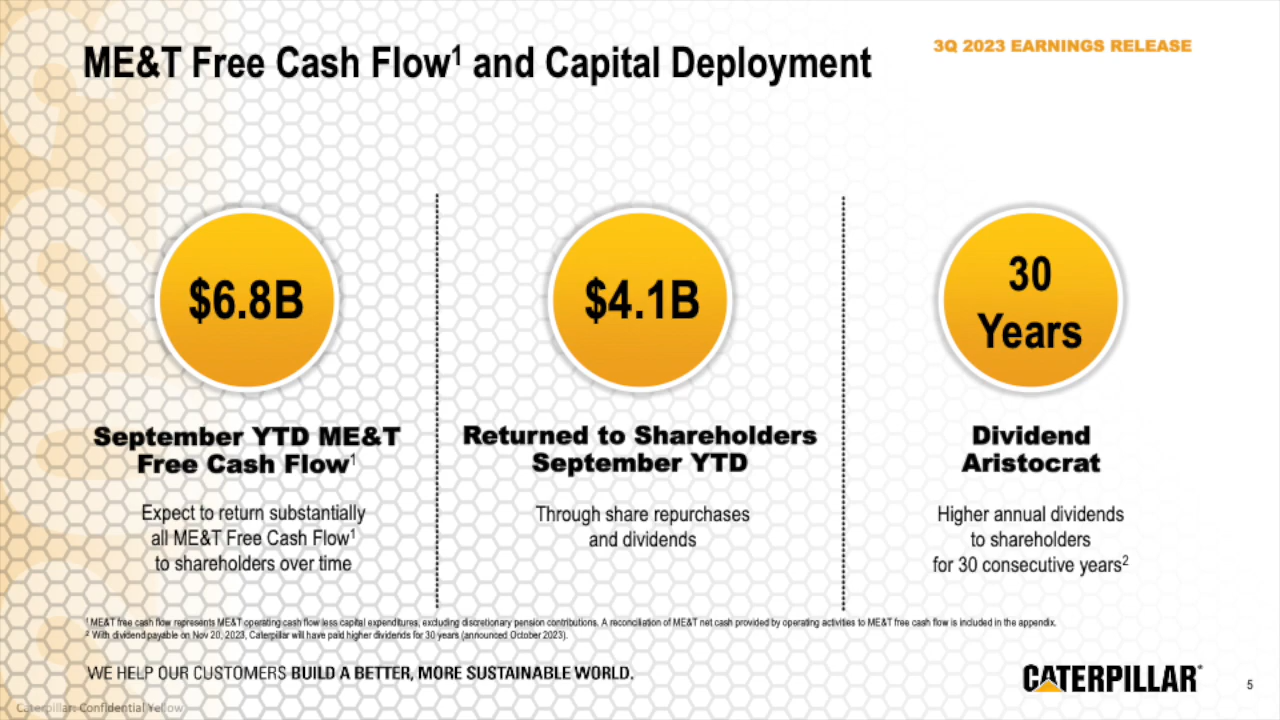 ME&T Free Cash Flow¹ and Capital Deployment
3Q 2023 EARNINGS RELEASE
$6.8B
September YTD ME&T
Free Cash Flow¹
Expect to return substantially
all ME&T Free Cash Flow¹
to shareholders over time
$4.1B
Returned to Shareholders
September YTD
Through share repurchases
and dividends
30
Years
Dividend
Aristocrat
Higher annual dividends
to shareholders
for 30 consecutive years²
¹ ME&T free cash flow represents ME&T operating cash flow less capital expenditures, excluding discretionary pension contributions. A reconciliation of ME&T net cash provided by operating activities to ME&T free cash flow is included in the appendix.
² With dividend payable on Nov 20, 2023, Caterpillar will have paid higher dividends for 30 years (announced October 2023).
WE HELP OUR CUSTOMERS BUILD A BETTER, MORE SUSTAINABLE WORLD.
CATERPILLAR®
5
Caterpillar: Confidential Yellow